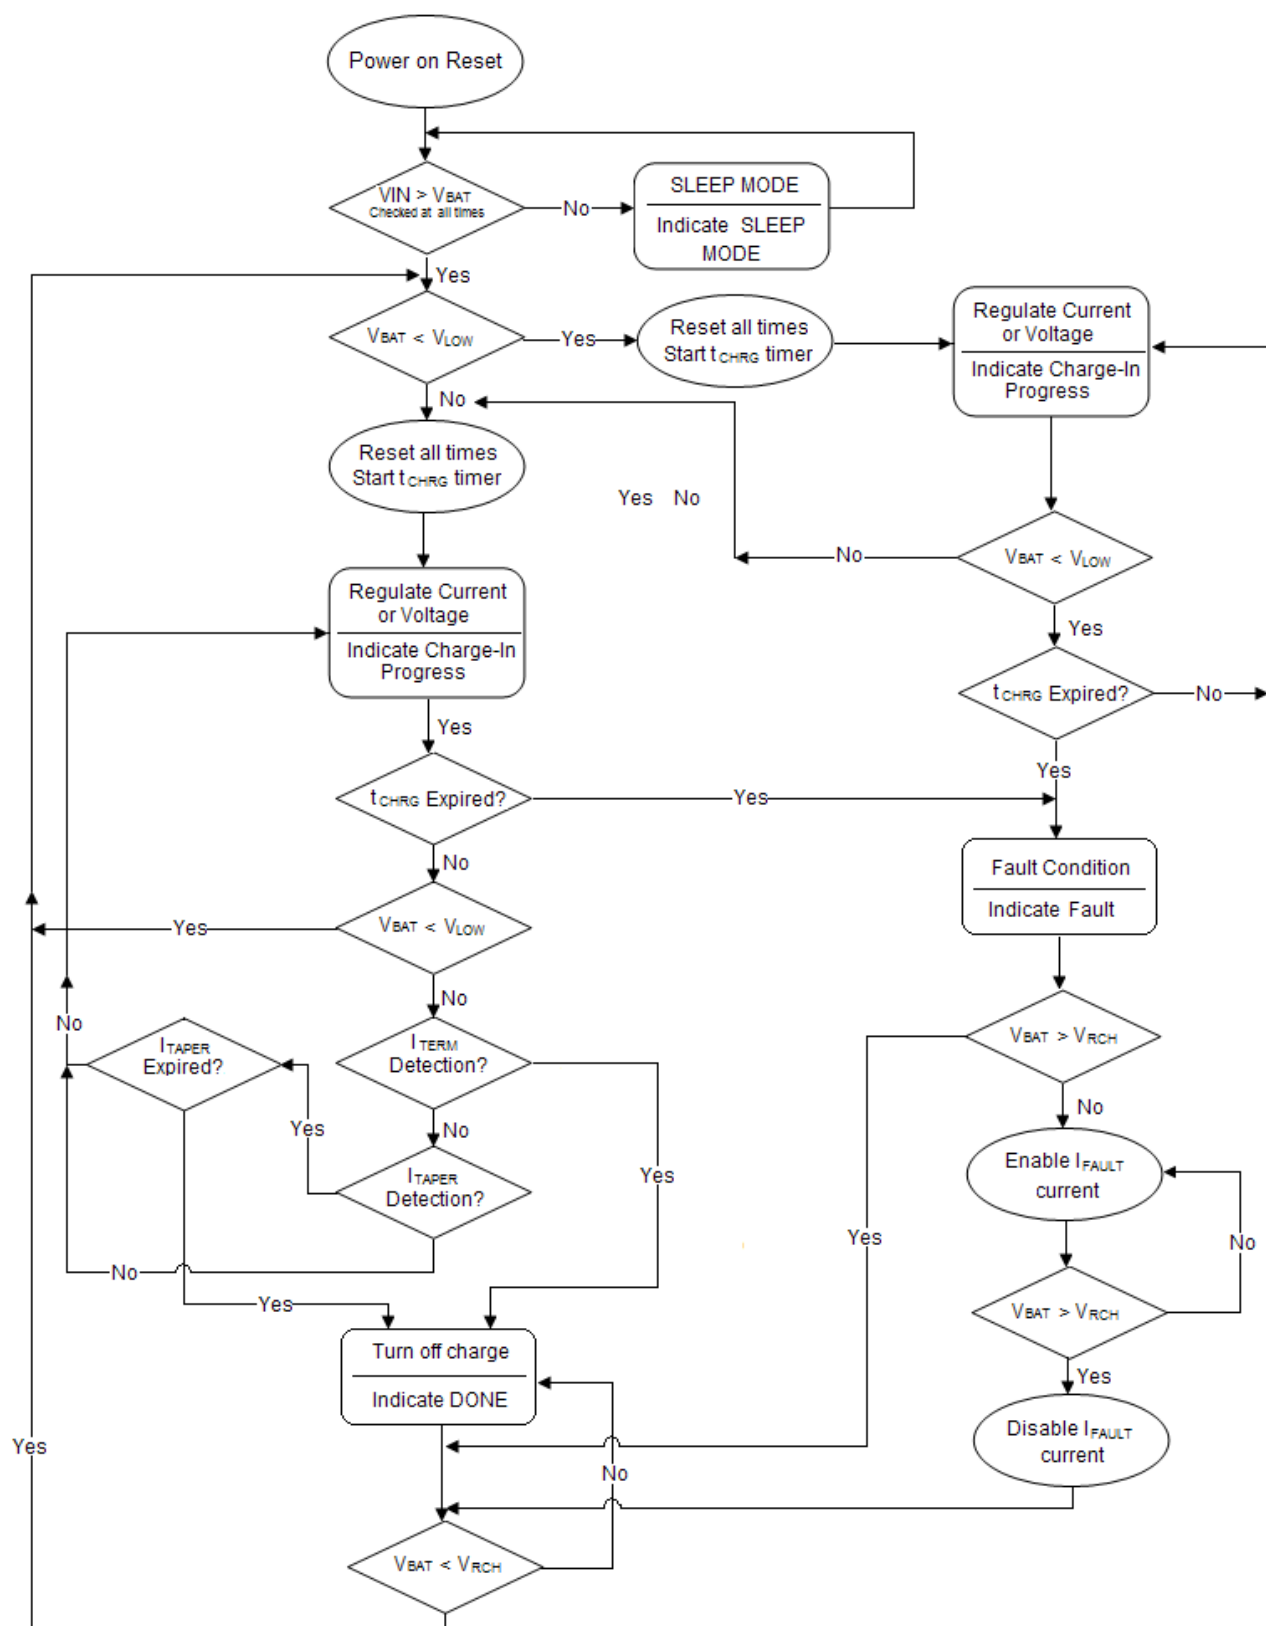 Power on Reset
VIN > VBAT
Checked at all times
No
SLEEP MODE
Indicate SLEEP
MODE
Yes
VBAT < VLOW
Yes
Reset all times
Start tCHRG timer
Regulate Current
or Voltage
Indicate Charge-In
Progress
No
Reset all times
Start tCHRG timer
Yes No
No
VBAT < VLOW
Yes
Regulate Current
or Voltage
Indicate Charge-In
Progress
tCHRG Expired?
No
Yes
Yes
tCHRG Expired?
Yes
No
Fault Condition
Indicate Fault
VBAT < VLOW
Yes
No
ITERM
Detection?
ITAPER
Expired?
No
VBAT > VRCH
No
Yes
No
ITAPER
Detection?
Yes
Enable IFAULT
current
Yes
No
No
Yes
VBAT > VRCH
Yes
Turn off charge
Indicate DONE
Disable IFAULT
current
Yes
No
VBAT < VRCH